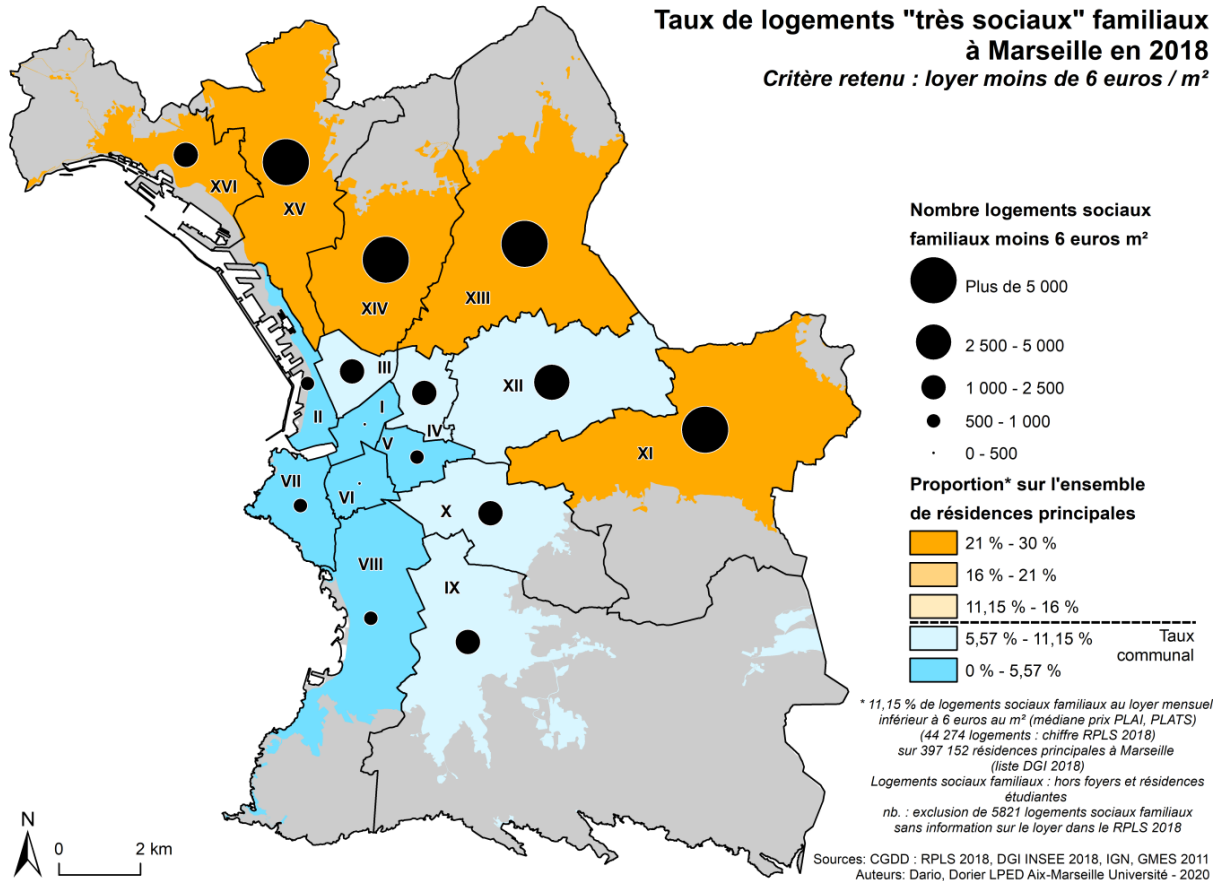 Taux de logements "très sociaux" familiaux
à Marseille en 2018
Critère retenu : loyer moins de 6 euros / m²
XVI
XV
XIV
XIII
III
XII
I
II
IV
V
XI
VII
VI
X
VIII
IX
Nombre logements sociaux
familiaux moins 6 euros m²
Plus de 5 000
2 500 - 5 000
1 000 - 2 500
500 - 1 000
0 - 500
Proportion* sur l'ensemble
de résidences principales
21 % - 30 %
16 % - 21 %
11,15 % - 16 %
5,57 % - 11,15 %
Taux
communal
0 % - 5,57 %
* 11,15 % de logements sociaux familiaux au loyer mensuel
inférieur à 6 euros au m² (médiane prix PLAI, PLATS)
(44 274 logements : chiffre RPLS 2018)
sur 397 152 résidences principales à Marseille
(liste DGI 2018)
Logements sociaux familiaux : hors foyers et résidences
étudiantes
nb. : exclusion de 5821 logements sociaux familiaux
sans information sur le loyer dans le RPLS 2018
N
0 2 km
Sources: CGDD : RPLS 2018, DGI INSEE 2018, IGN, GMES 2011
Auteurs: Dario, Dorier LPED Aix-Marseille Université - 2020